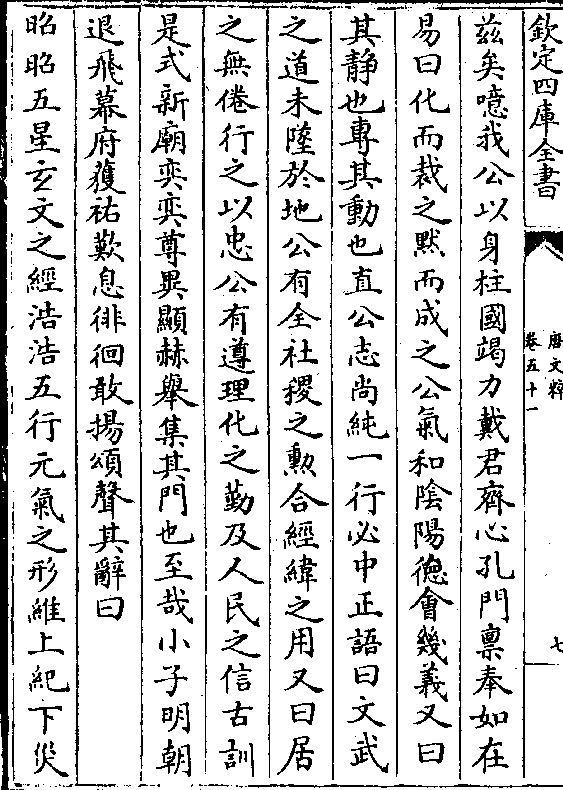 欽定四庫全書
唐文粹
卷五十一
七
茲矣噫我公以身柱國竭力戴君齊心孔門禀奉如在
易曰化而裁之黙而成之公氣和陰陽德會幾義又曰
其靜也專其動也直公志尚純一行必中正語曰文武
之道未墜於地公有全社稷之勲合經緯之用又曰居
之無倦行之以忠公有遵理化之勤及人民之信古訓
是式新廟奕奕尊異顯赫舉集其門也至哉小子明朝
退飛幕府獲祐歎息徘徊敢揚頌聲其辭曰
昭昭五星玄文之經浩浩五行元氣之形維上紀下災